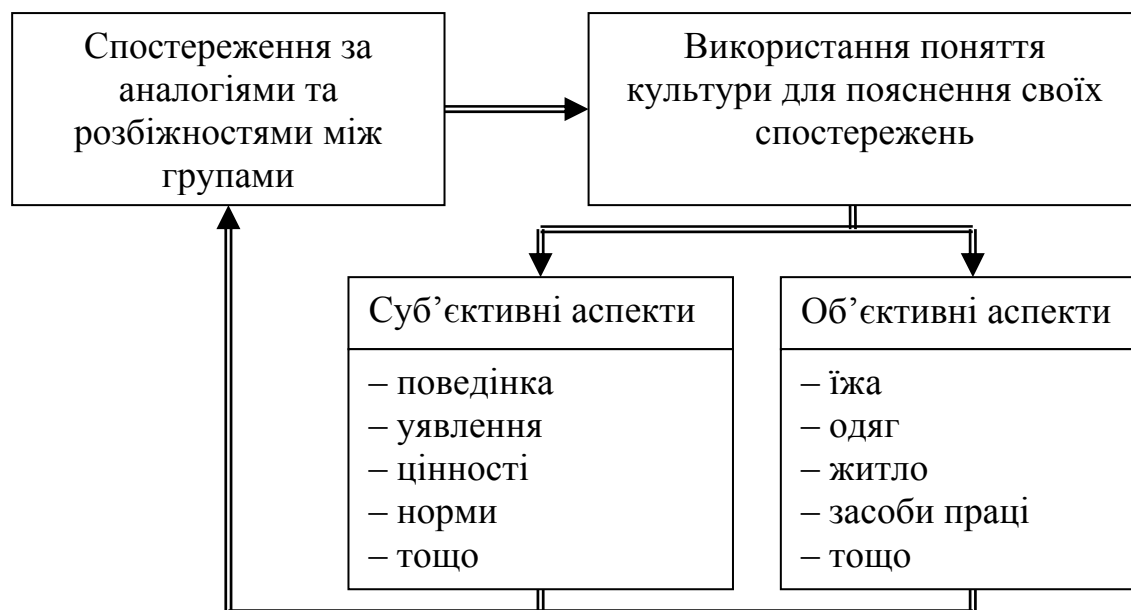 Спостереження за
аналогіями та
розбіжностями між
групами
Використання поняття
культури для пояснення своїх
спостережень
Суб’єктивні аспекти
– поведінка
– уявлення
– цінності
– норми
– тощо
Об’єктивні аспекти
– їжа
– одяг
– житло
– засоби праці
– тощо